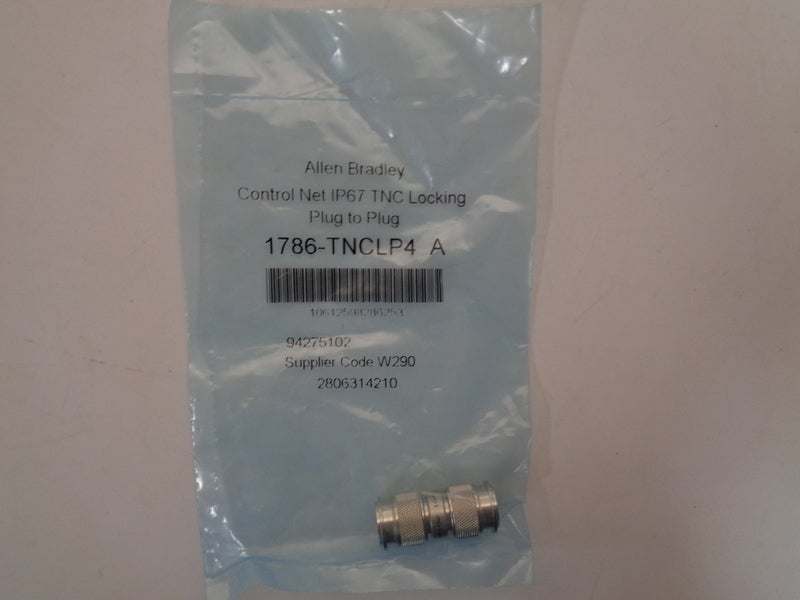 Allen Bradley
Control Net IP67 TNC Locking
Plug to Plug
1786-TNCLP4 A
10612598286253
94275102
Supplier Code W290
2806314210